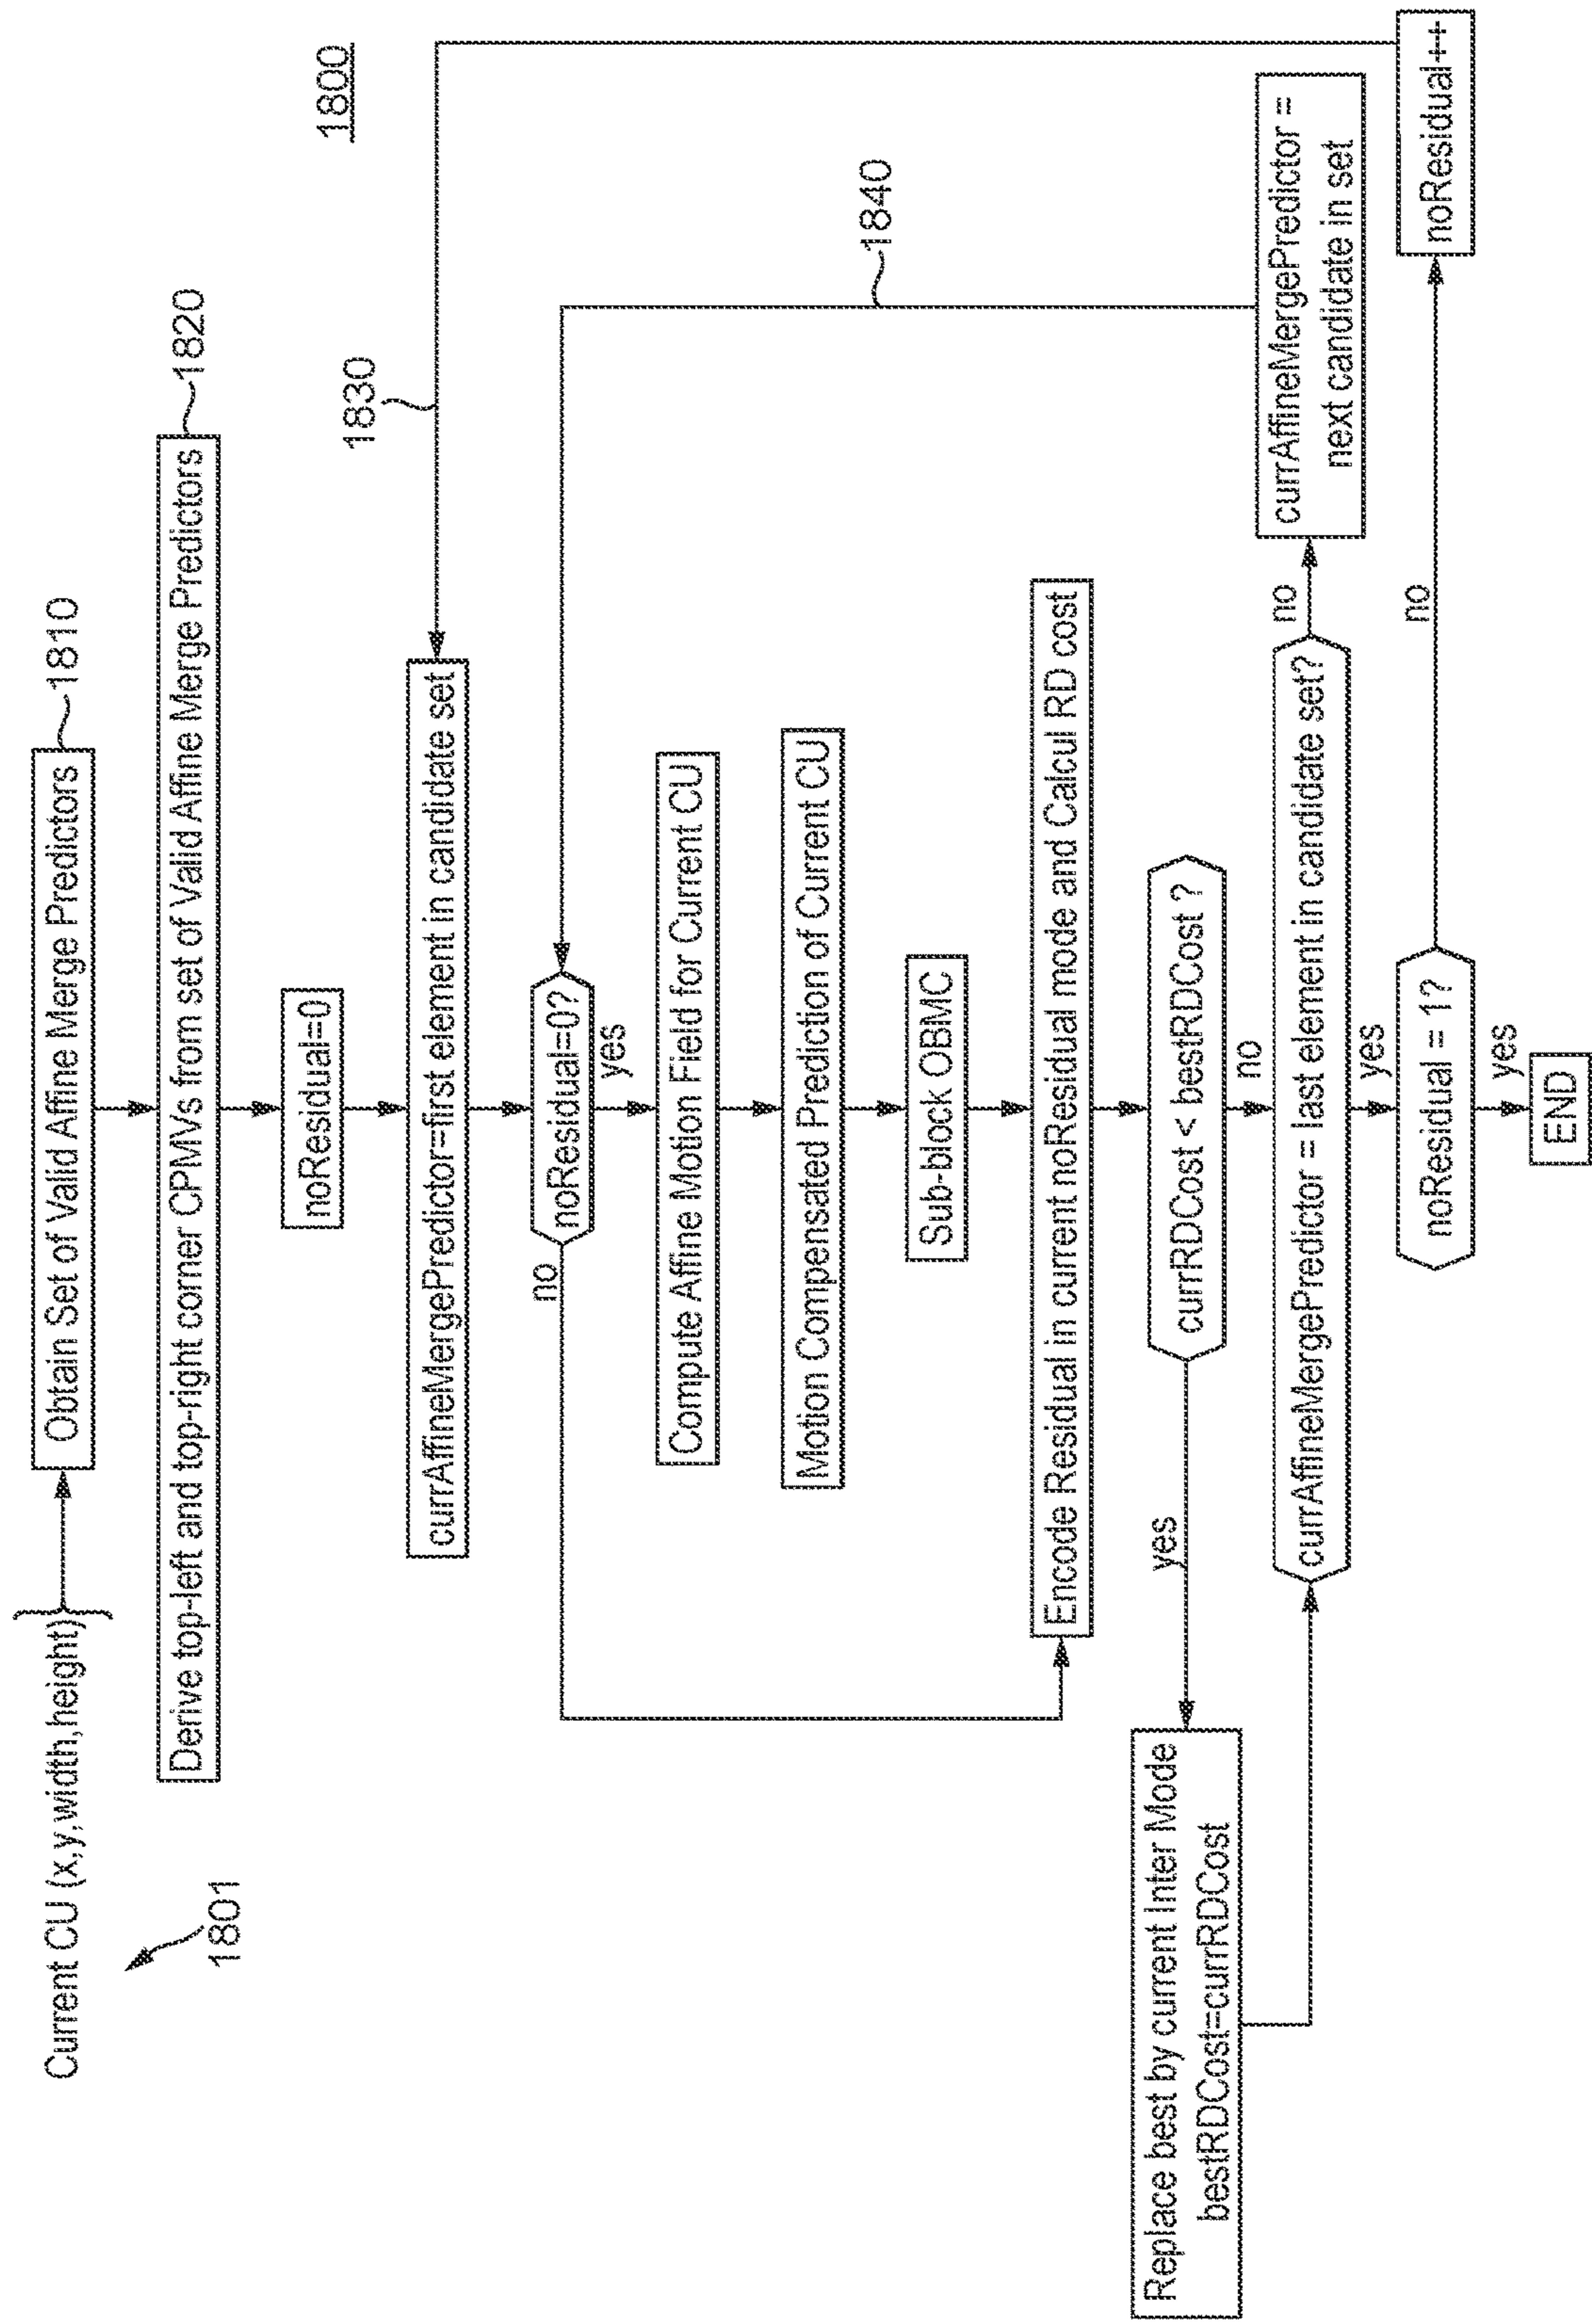 1800
Current CU (x,y,width,height)
1801
Obtain Set of Valid Affine Merge Predictors
1810
Derive top-left and top-right corner CPMVs from set of Valid Affine Merge Predictors
1820
noResidual=0
currAffineMergePredictor=first element in candidate set
1830
noResidual=0?
no
yes
1840
Compute Affine Motion Field for Current CU
Motion Compensated Prediction of Current CU
Sub-block OBMC
Encode Residual in current noResidual mode and Calcul RD cost
currRDCost < bestRDCost ?
yes
no
Replace best by current Inter Mode
bestRDCost=currRDCost
currAffineMergePredictor = last element in candidate set?
no
yes
currAffineMergePredictor =
next candidate in set
noResidual = 1?
no
yes
noResidual++
END